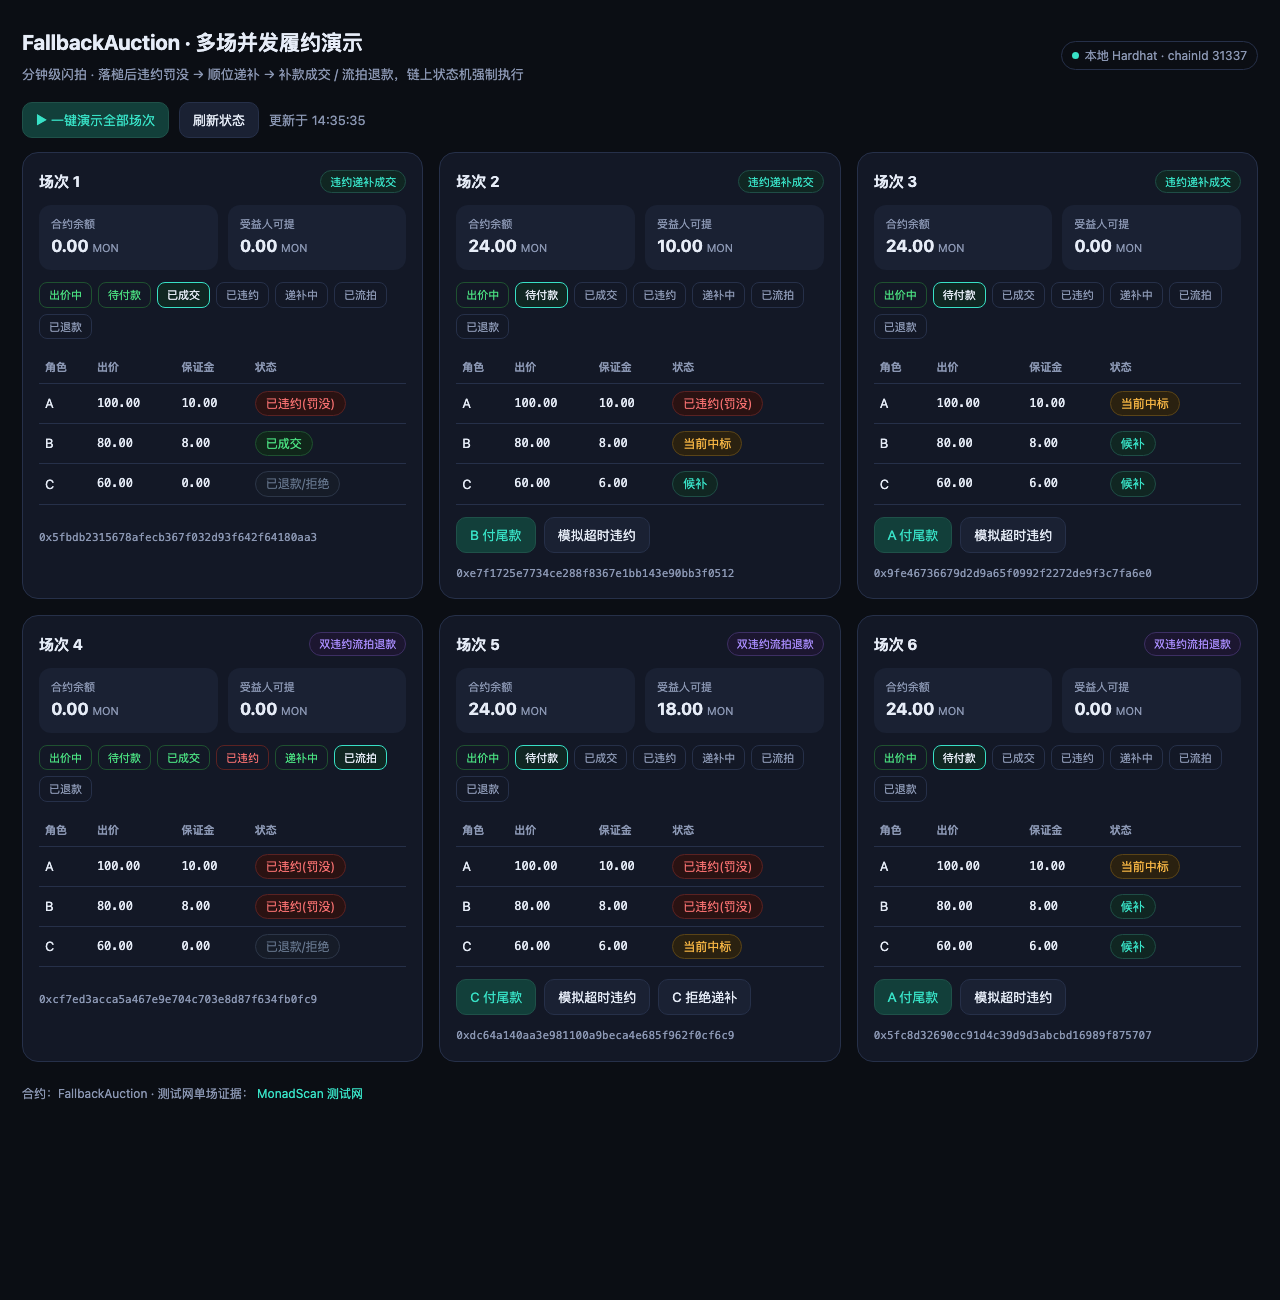 FallbackAuction · 多场并发履约演示
分钟级闪拍 · 落槌后违约罚没 → 顺位递补 → 补款成交 / 流拍退款，链上状态机强制执行
本地 Hardhat · chainId 31337
▶ 一键演示全部场次 刷新状态 更新于 14:35:35
场次 1 违约递补成交
合约余额 受益人可提
0.00 MON 0.00 MON
出价中 待付款 已成交 已违约 递补中 已流拍
已退款
角色 出价 保证金 状态
A 100.00 10.00 已违约(罚没)
B 80.00 8.00 已成交
C 60.00 0.00 已退款/拒绝
0x5fbdb2315678afecb367f032d93f642f64180aa3
场次 2 违约递补成交
合约余额 受益人可提
24.00 MON 10.00 MON
出价中 待付款 已成交 已违约 递补中 已流拍
已退款
角色 出价 保证金 状态
A 100.00 10.00 已违约(罚没)
B 80.00 8.00 当前中标
C 60.00 6.00 候补
B 付尾款 模拟超时违约
0xe7f1725e7734ce288f8367e1bb143e90bb3f0512
场次 3 违约递补成交
合约余额 受益人可提
24.00 MON 0.00 MON
出价中 待付款 已成交 已违约 递补中 已流拍
已退款
角色 出价 保证金 状态
A 100.00 10.00 当前中标
B 80.00 8.00 候补
C 60.00 6.00 候补
A 付尾款 模拟超时违约
0x9fe46736679d2d9a65f0992f2272de9f3c7fa6e0
场次 4 双违约流拍退款
合约余额 受益人可提
0.00 MON 0.00 MON
出价中 待付款 已成交 已违约 递补中 已流拍
已退款
角色 出价 保证金 状态
A 100.00 10.00 已违约(罚没)
B 80.00 8.00 已违约(罚没)
C 60.00 0.00 已退款/拒绝
0xcf7ed3acca5a467e9e704c703e8d87f634fb0fc9
场次 5 双违约流拍退款
合约余额 受益人可提
24.00 MON 18.00 MON
出价中 待付款 已成交 已违约 递补中 已流拍
已退款
角色 出价 保证金 状态
A 100.00 10.00 已违约(罚没)
B 80.00 8.00 已违约(罚没)
C 60.00 6.00 当前中标
C 付尾款 模拟超时违约 C 拒绝递补
0xdc64a140aa3e981100a9beca4e685f962f0cf6c9
场次 6 双违约流拍退款
合约余额 受益人可提
24.00 MON 0.00 MON
出价中 待付款 已成交 已违约 递补中 已流拍
已退款
角色 出价 保证金 状态
A 100.00 10.00 当前中标
B 80.00 8.00 候补
C 60.00 6.00 候补
A 付尾款 模拟超时违约
0x5fc8d32690cc91d4c39d9d3abcbd16989f875707
合约：FallbackAuction · 测试网单场证据： MonadScan 测试网